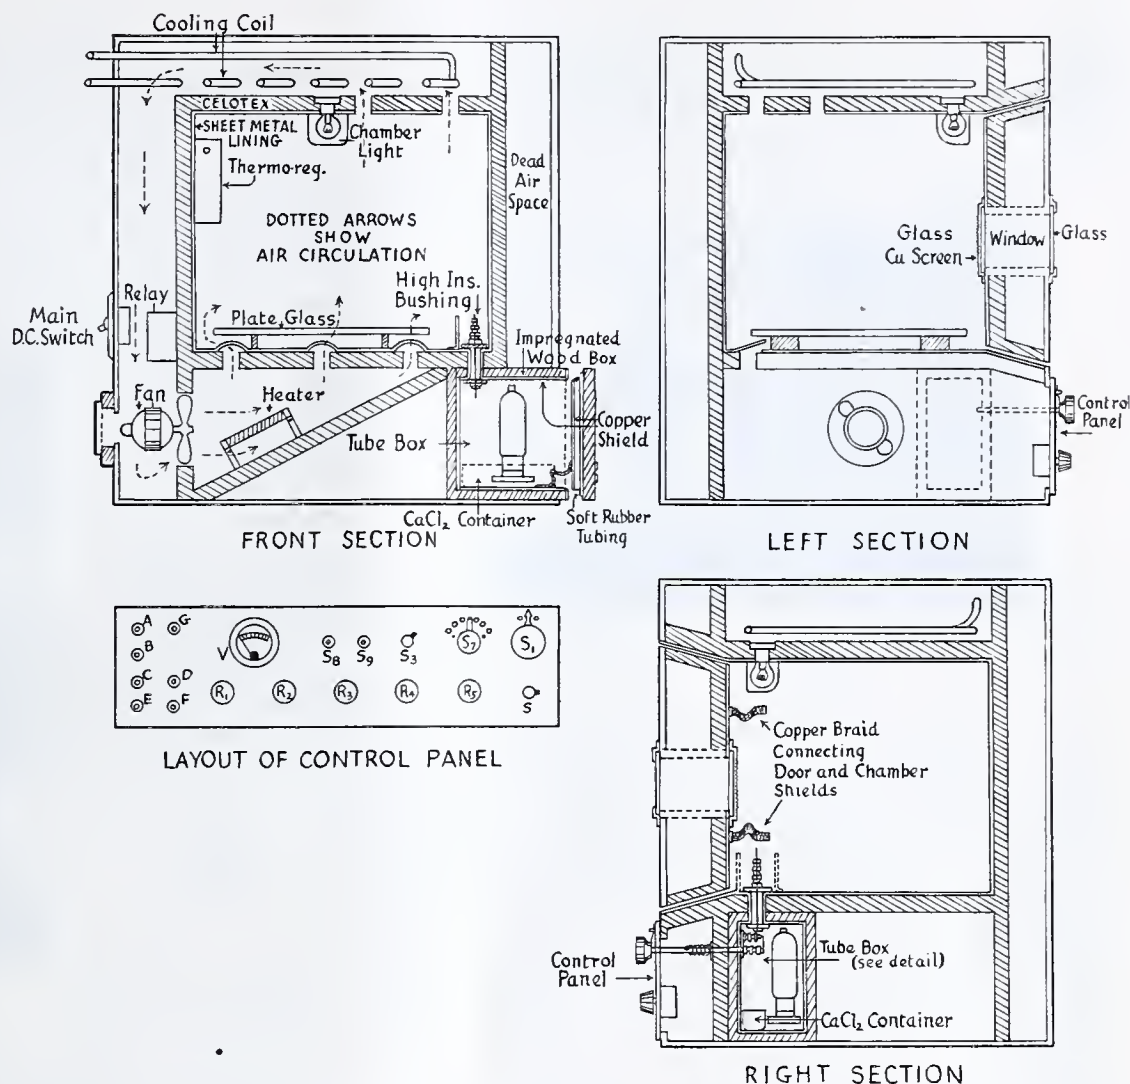 Cooling Coil
CELOTEX
SHEET METAL
LINING
Chamber
Light
Thermo-reg.
Dead
Air
Space
DOTTED ARROWS
SHOW
AIR CIRCULATION
High Ins.
Bushing
Relay
Main
D.C. Switch
Plate Glass
Impregnated
Wood Box
Fan
Heater
Tube Box
Copper
Shield
CaCl₂ Container
Soft Rubber
Tubing
FRONT SECTION
Glass
Cu Screen
Window
Glass
Control
Panel
LEFT SECTION
A
G
B
C
D
E
F
V
S8
S9
S3
S7
S1
R1
R2
R3
R4
R5
S
LAYOUT OF CONTROL PANEL
Copper Braid
Connecting
Door and Chamber
Shields
Control
Panel
Tube Box
(see detail)
CaCl₂ Container
RIGHT SECTION